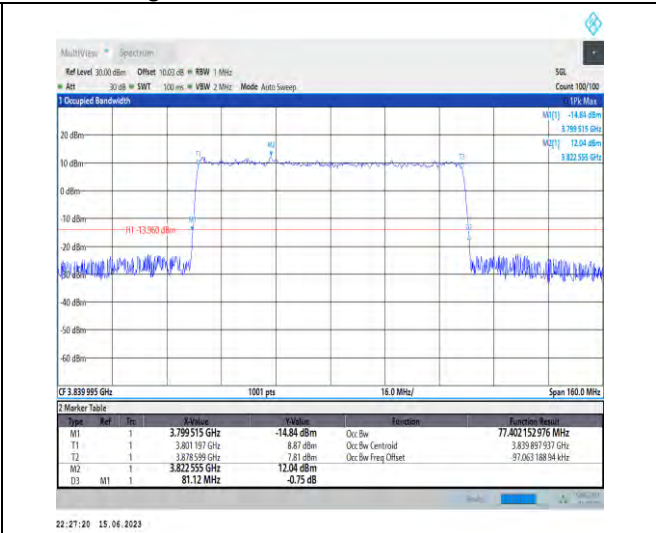 MultiView Spectrum
Ref Level 30.00 dBm Offset 10.03 dB RBW 1 MHz SGL
Att 30 dB SWT 100 ms VBW 2 MHz Mode Auto Sweep Count 100/100
1 Occupied Bandwidth 1Pk Max
M1[1] -14.84 dBm
3.799 515 GHz
M2[1] 12.04 dBm
3.822 555 GHz
20 dBm
M2
T1 T2
10 dBm
0 dBm
-10 dBm
M1
H1 -13.960 dBm
D3
-20 dBm
-30 dBm
-40 dBm
-50 dBm
-60 dBm
CF 3.839 995 GHz 1001 pts 16.0 MHz/ Span 160.0 MHz
2 Marker Table
Type Ref Trc X-Value Y-Value Function Function Result
M1 1 3.799 515 GHz -14.84 dBm Occ Bw 77.402 152 976 MHz
T1 1 3.801 197 GHz 8.87 dBm Occ Bw Centroid 3.839 897 937 GHz
T2 1 3.878 599 GHz 7.81 dBm Occ Bw Freq Offset -97.063 188 94 kHz
M2 1 3.822 555 GHz 12.04 dBm
D3 M1 1 81.12 MHz -0.75 dB
22:27:20 15.06.2023